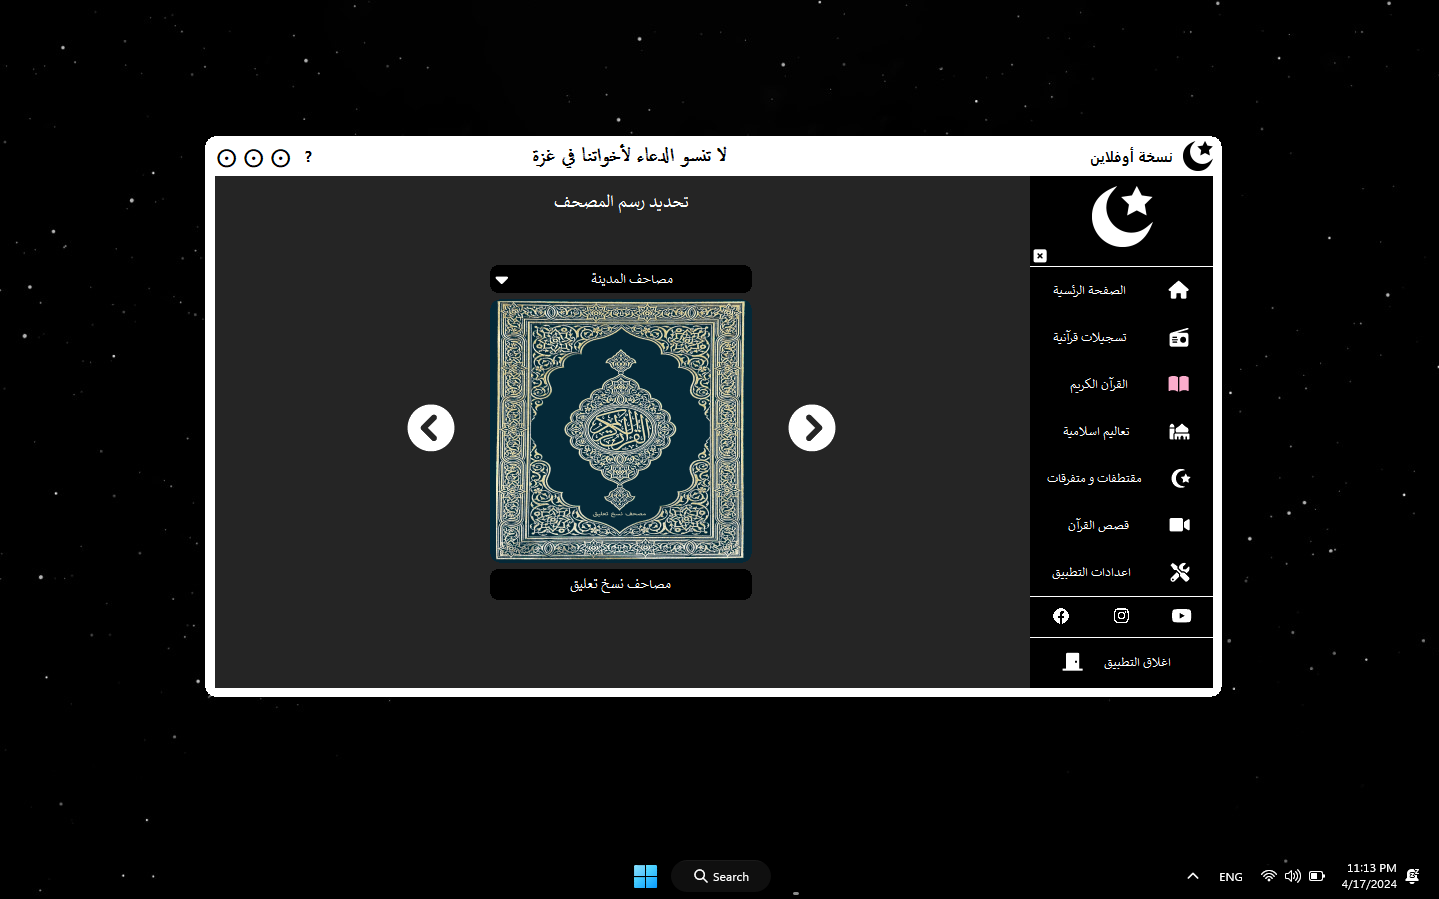 نسخة أوفلاين
لا تنسو الدعاء لأخواتنا في غزة
?
تحديد رسم المصحف
مصاحف المدينة
القرآن الكريم
مصحف نسخ تعليق
مصاحف نسخ تعليق
الصفحة الرئسية
تسجيلات قرآنية
القرآن الكريم
تعاليم اسلامية
مقتطفات و متفرقات
قصص القرآن
اعدادات التطبيق
اغلاق التطبيق
Search
ENG
11:13 PM
4/17/2024